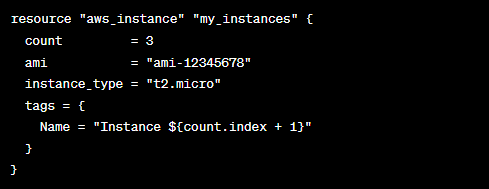 resource "aws_instance" "my_instances" {
  count         = 3
  ami           = "ami-12345678"
  instance_type = "t2.micro"
  tags = {
    Name = "Instance ${count.index + 1}"
  }
}